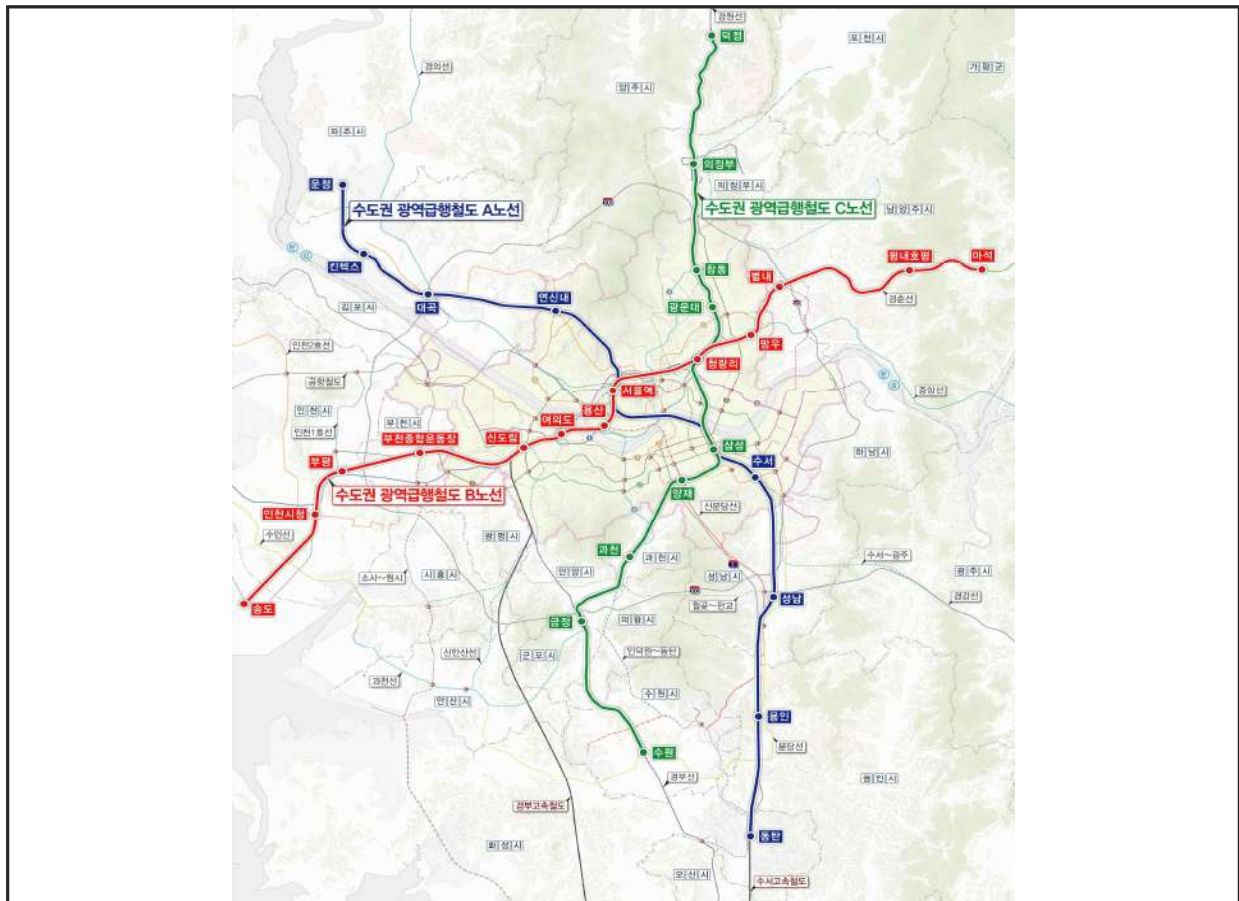 경원선
덕정
포천시
가평군
경의선
양주시
파주시
의정부
운정
의정부시
수도권 광역급행철도 A노선
수도권 광역급행철도 C노선
남양주시
킨텍스
창동
별내
평내호평
마석
대곡
연신내
광운대
경춘선
김포시
인천2호선
망우
청량리
공항철도
서울역
중앙선
인천시
용산
여의도
인천1호선
부천시
부천종합운동장
신도림
삼성
하남시
수서
부평
양재
수도권 광역급행철도 B노선
신분당선
인천시청
수인선
광명시
과천
과천시
수서~광주
안양시
소사~원시
시흥시
성남시
광주시
송도
성남
경강선
월곶~판교
금정
의왕시
신안산선
군포시
인덕원~동탄
과천선
안산시
수원시
용인
분당선
수원
경부선
용인시
경부고속철도
동탄
화성시
오산시
수서고속철도